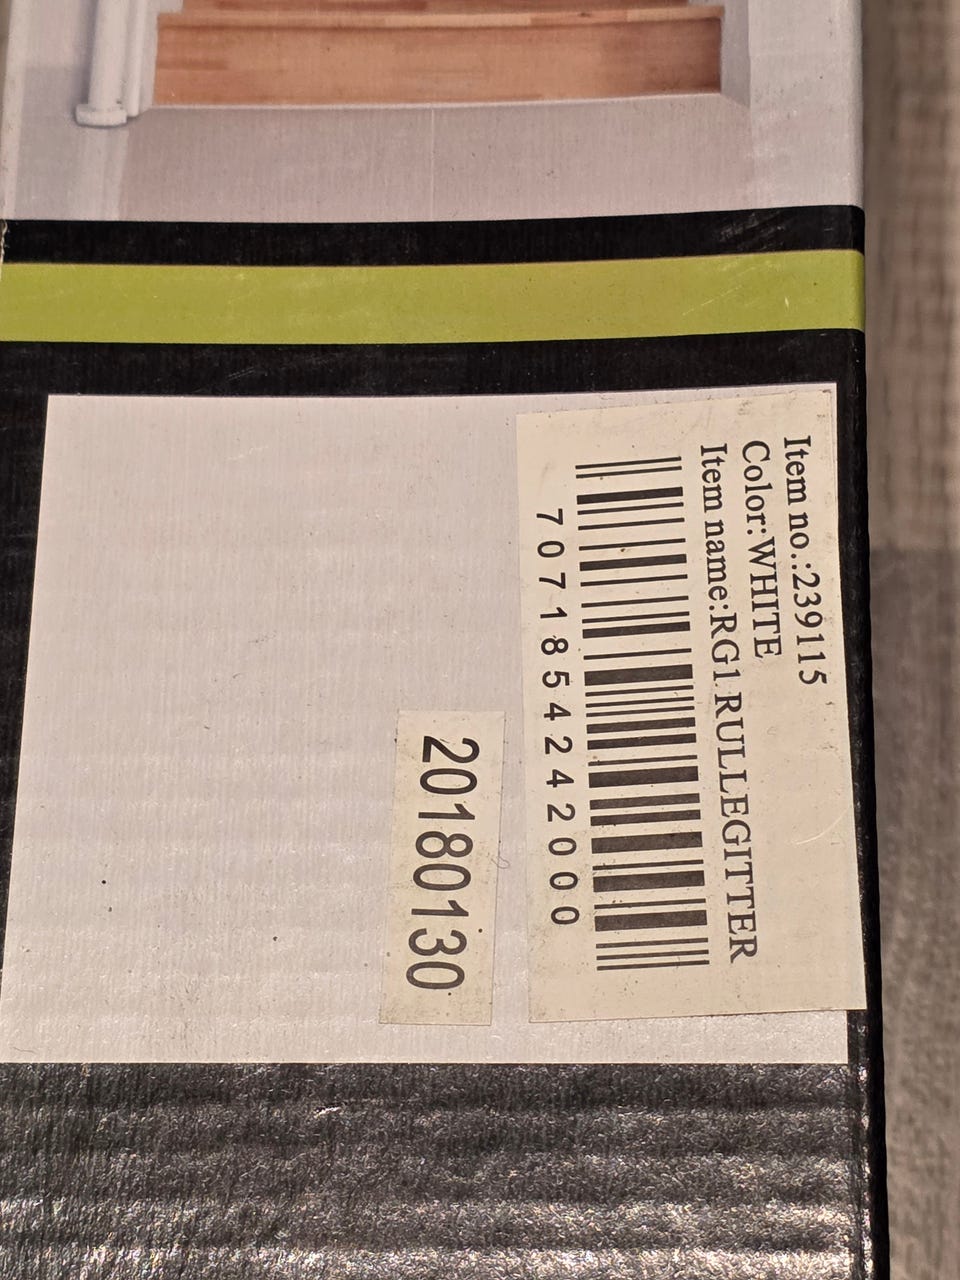 Item no.:239115
Color:WHITE
Item name:RG1 RULLEGITTER
7071854242000
20180130